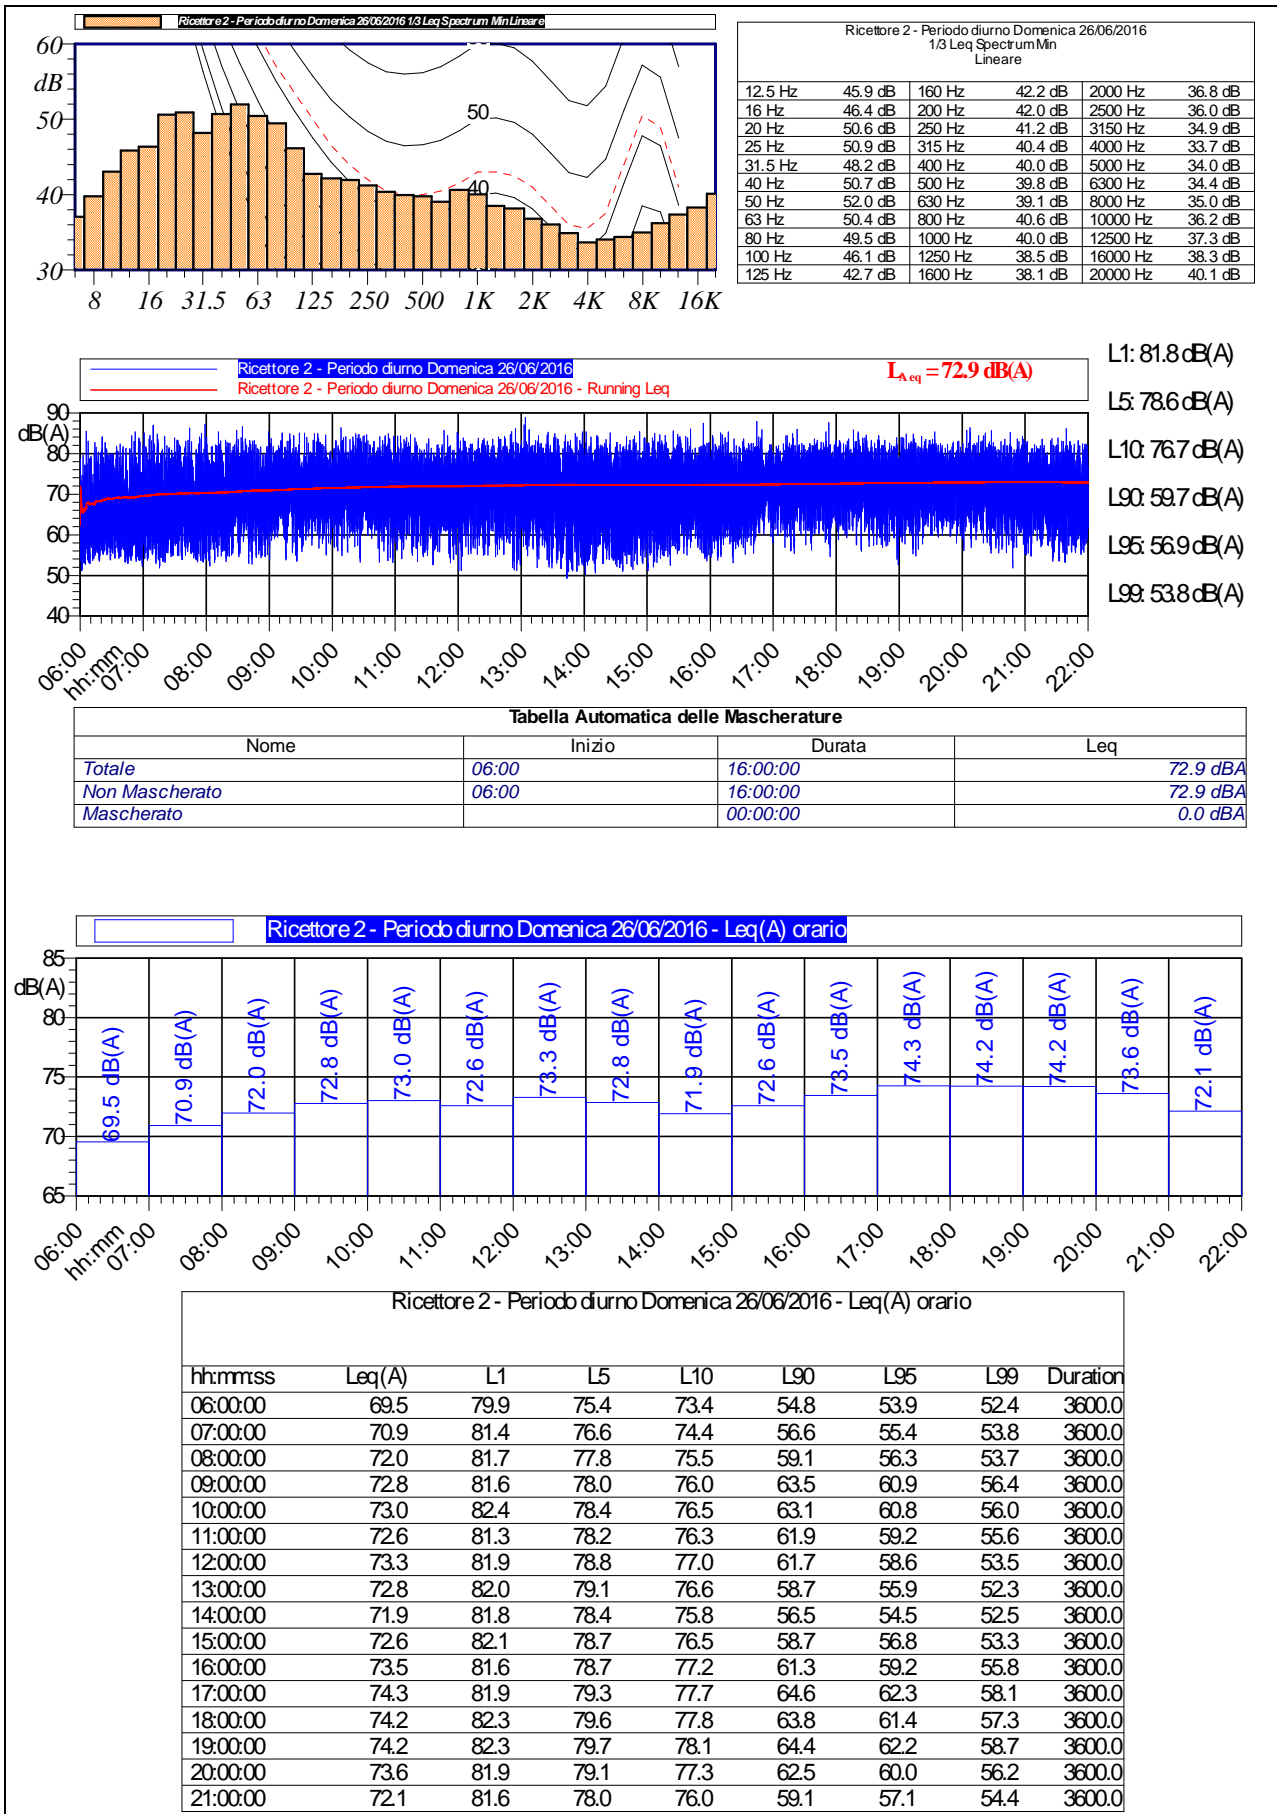 Ricettore 2 - Periodo diurno Domenica 26/06/2016 1/3 Leq Spectrum Min Lineare
60
dB
50
40
30
50
40
8 16 31.5 63 125 250 500 1K 2K 4K 8K 16K
Ricettore 2 - Periodo diurno Domenica 26/06/2016
1/3 Leq Spectrum Min
Lineare
12.5 Hz 45.9 dB 160 Hz 42.2 dB 2000 Hz 36.8 dB
16 Hz 46.4 dB 200 Hz 42.0 dB 2500 Hz 36.0 dB
20 Hz 50.6 dB 250 Hz 41.2 dB 3150 Hz 34.9 dB
25 Hz 50.9 dB 315 Hz 40.4 dB 4000 Hz 33.7 dB
31.5 Hz 48.2 dB 400 Hz 40.0 dB 5000 Hz 34.0 dB
40 Hz 50.7 dB 500 Hz 39.8 dB 6300 Hz 34.4 dB
50 Hz 52.0 dB 630 Hz 39.1 dB 8000 Hz 35.0 dB
63 Hz 50.4 dB 800 Hz 40.6 dB 10000 Hz 36.2 dB
80 Hz 49.5 dB 1000 Hz 40.0 dB 12500 Hz 37.3 dB
100 Hz 46.1 dB 1250 Hz 38.5 dB 16000 Hz 38.3 dB
125 Hz 42.7 dB 1600 Hz 38.1 dB 20000 Hz 40.1 dB
Ricettore 2 - Periodo diurno Domenica 26/06/2016
Ricettore 2 - Periodo diurno Domenica 26/06/2016 - Running Leq
LAeq = 72.9 dB(A)
90
dB(A)
80
70
60
50
40
06:00 hh:mm 07:00 08:00 09:00 10:00 11:00 12:00 13:00 14:00 15:00 16:00 17:00 18:00 19:00 20:00 21:00 22:00
L1: 81.8 dB(A)
L5: 78.6 dB(A)
L10: 76.7 dB(A)
L90: 59.7 dB(A)
L95: 56.9 dB(A)
L99: 53.8 dB(A)
Tabella Automatica delle Mascherature
Nome Inizio Durata Leq
Totale 06:00 16:00:00 72.9 dBA
Non Mascherato 06:00 16:00:00 72.9 dBA
Mascherato 00:00:00 0.0 dBA
Ricettore 2 - Periodo diurno Domenica 26/06/2016 - Leq(A) orario
85
dB(A)
80
75
70
65
69.5 dB(A) 70.9 dB(A) 72.0 dB(A) 72.8 dB(A) 73.0 dB(A) 72.6 dB(A) 73.3 dB(A) 72.8 dB(A) 71.9 dB(A) 72.6 dB(A) 73.5 dB(A) 74.3 dB(A) 74.2 dB(A) 74.2 dB(A) 73.6 dB(A) 72.1 dB(A)
06:00 hh:mm 07:00 08:00 09:00 10:00 11:00 12:00 13:00 14:00 15:00 16:00 17:00 18:00 19:00 20:00 21:00 22:00
Ricettore 2 - Periodo diurno Domenica 26/06/2016 - Leq(A) orario
hh:mm:ss Leq(A) L1 L5 L10 L90 L95 L99 Duration
06:00:00 69.5 79.9 75.4 73.4 54.8 53.9 52.4 3600.0
07:00:00 70.9 81.4 76.6 74.4 56.6 55.4 53.8 3600.0
08:00:00 72.0 81.7 77.8 75.5 59.1 56.3 53.7 3600.0
09:00:00 72.8 81.6 78.0 76.0 63.5 60.9 56.4 3600.0
10:00:00 73.0 82.4 78.4 76.5 63.1 60.8 56.0 3600.0
11:00:00 72.6 81.3 78.2 76.3 61.9 59.2 55.6 3600.0
12:00:00 73.3 81.9 78.8 77.0 61.7 58.6 53.5 3600.0
13:00:00 72.8 82.0 79.1 76.6 58.7 55.9 52.3 3600.0
14:00:00 71.9 81.8 78.4 75.8 56.5 54.5 52.5 3600.0
15:00:00 72.6 82.1 78.7 76.5 58.7 56.8 53.3 3600.0
16:00:00 73.5 81.6 78.7 77.2 61.3 59.2 55.8 3600.0
17:00:00 74.3 81.9 79.3 77.7 64.6 62.3 58.1 3600.0
18:00:00 74.2 82.3 79.6 77.8 63.8 61.4 57.3 3600.0
19:00:00 74.2 82.3 79.7 78.1 64.4 62.2 58.7 3600.0
20:00:00 73.6 81.9 79.1 77.3 62.5 60.0 56.2 3600.0
21:00:00 72.1 81.6 78.0 76.0 59.1 57.1 54.4 3600.0